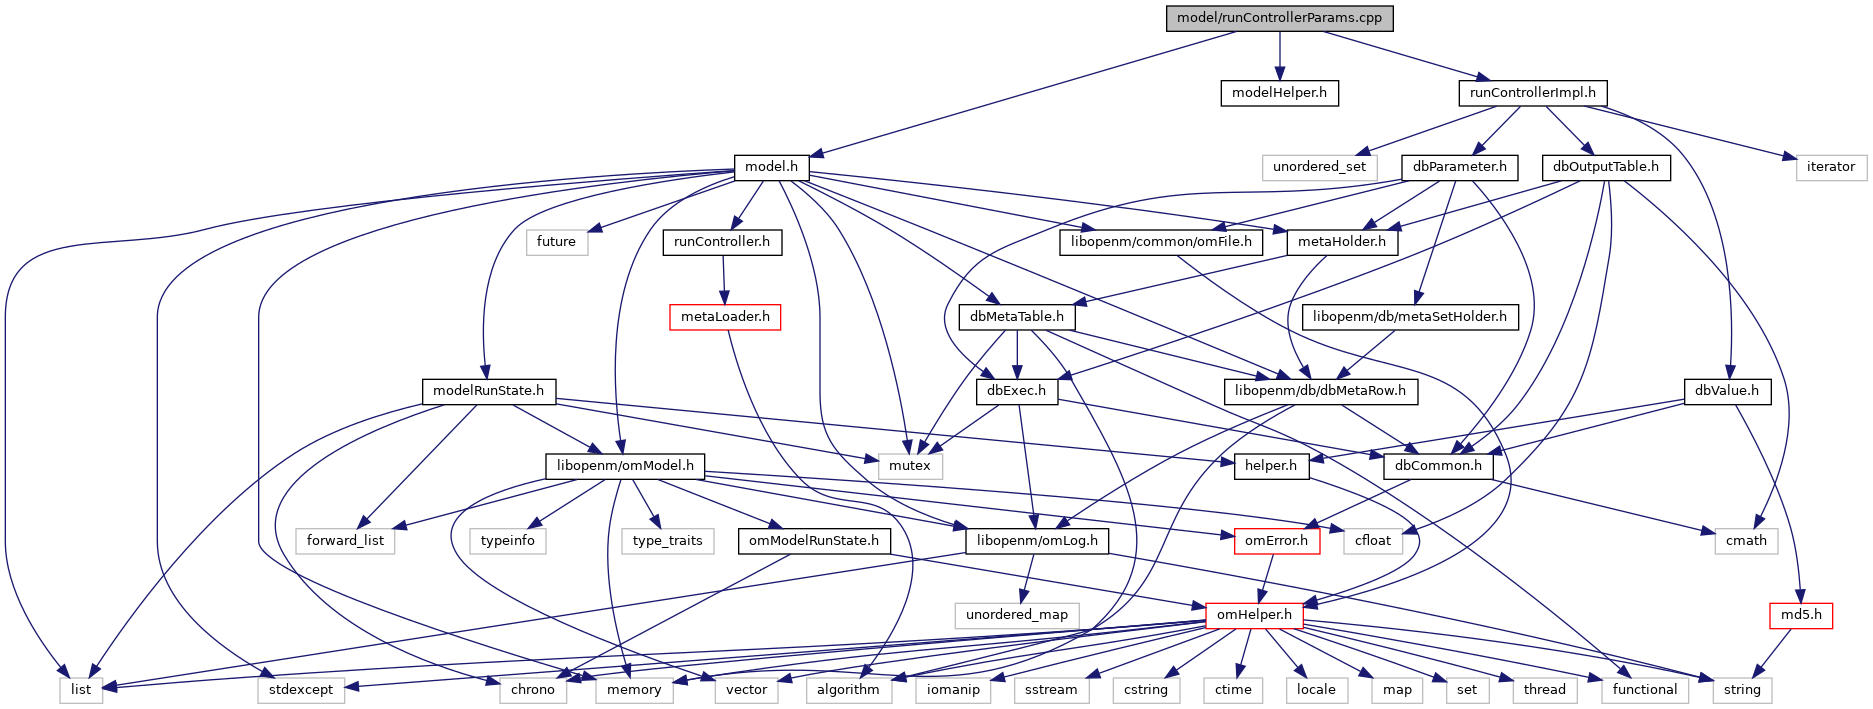 model/runControllerParams.cpp
modelHelper.h
runControllerImpl.h
model.h
unordered_set
dbParameter.h
dbOutputTable.h
iterator
future
runController.h
libopenm/common/omFile.h
metaHolder.h
metaLoader.h
dbMetaTable.h
libopenm/db/metaSetHolder.h
modelRunState.h
dbExec.h
libopenm/db/dbMetaRow.h
dbValue.h
libopenm/omModel.h
mutex
helper.h
dbCommon.h
forward_list
typeinfo
type_traits
omModelRunState.h
libopenm/omLog.h
omError.h
cfloat
cmath
unordered_map
omHelper.h
md5.h
list
stdexcept
chrono
memory
vector
algorithm
iomanip
sstream
cstring
ctime
locale
map
set
thread
functional
string